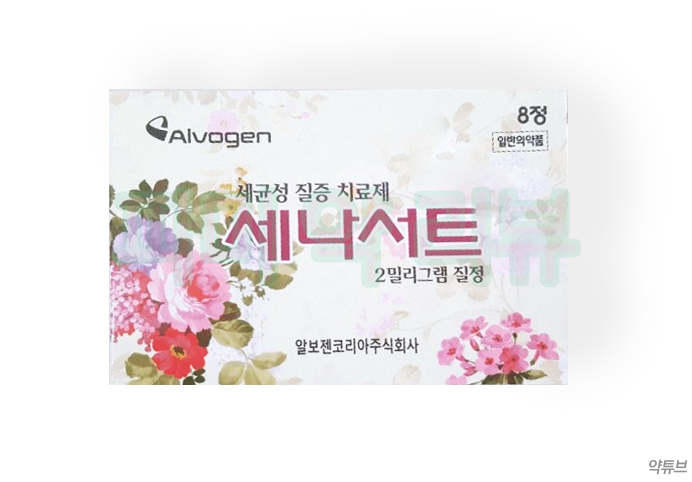 Alvogen
8정
일반의약품
세균성 질증 치료제
세나서트
2밀리그램 질정
알보젠코리아주식회사
약튜브